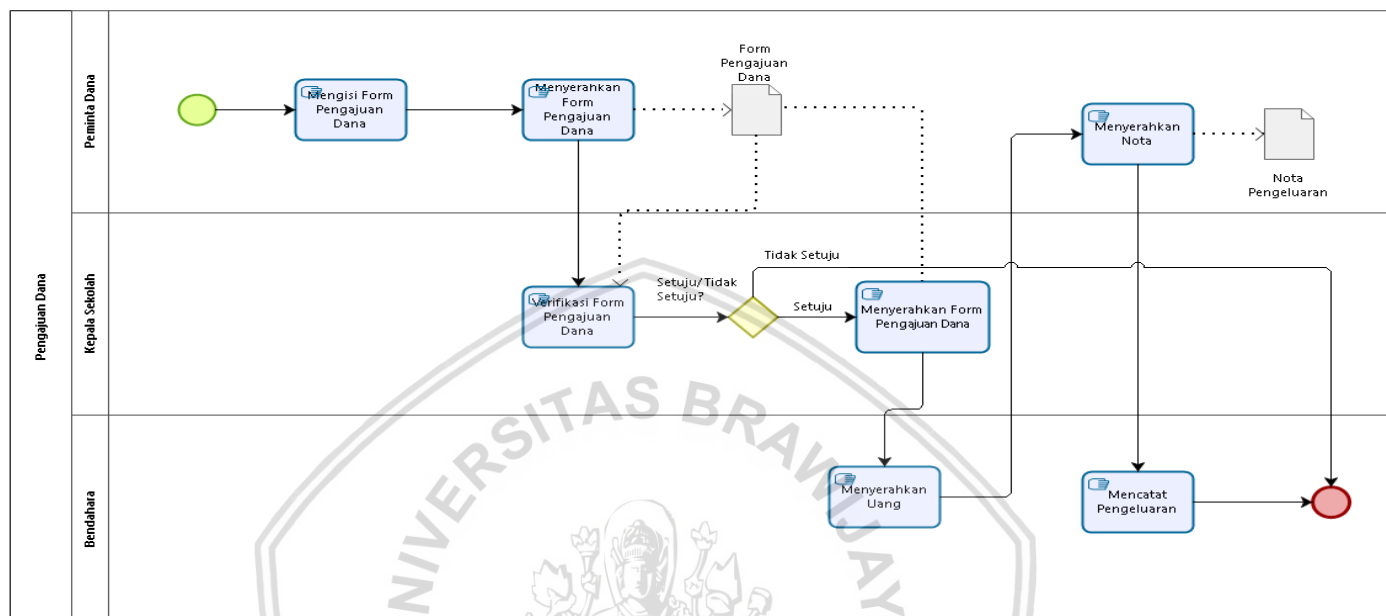 Pengajuan Dana
Peminta Dana
Mengisi Form
Pengajuan
Dana
Menyerahkan
Form
Pengajuan
Dana
Form
Pengajuan
Dana
Menyerahkan
Nota
Nota
Pengeluaran
Kepala Sekolah
Verifikasi Form
Pengajuan
Dana
Setuju/Tidak
Setuju?
Tidak Setuju
Setuju
Menyerahkan Form
Pengajuan Dana
Bendahara
Menyerahkan
Uang
Mencatat
Pengeluaran
NIVERSITAS BRAWIJAY